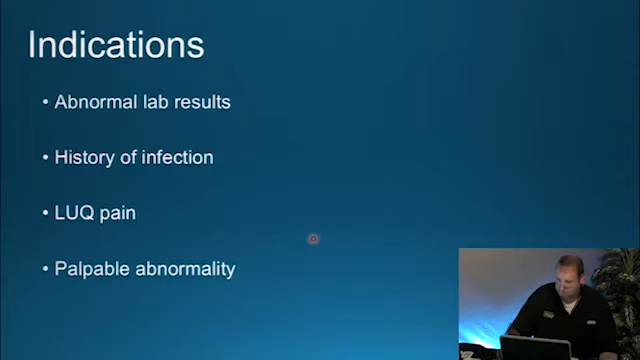 Indications
• Abnormal lab results
• History of infection
• LUQ pain
• Palpable abnormality